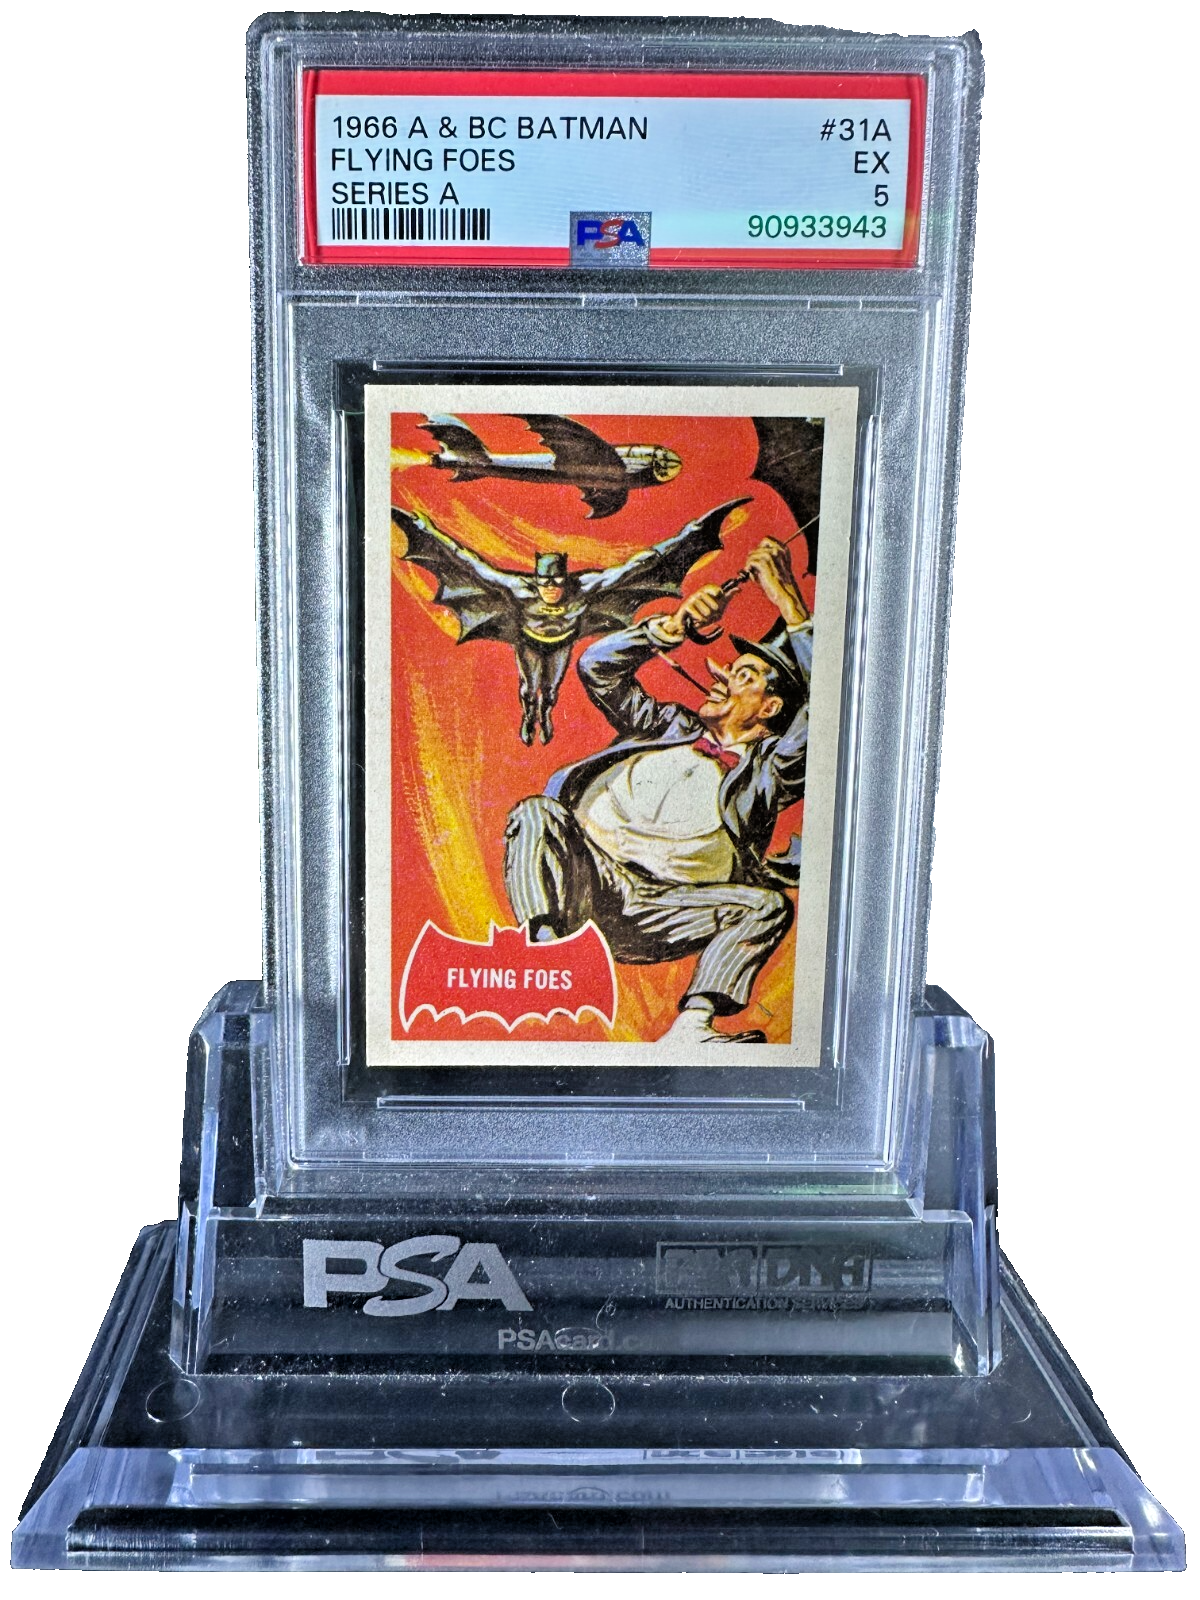 1966 A & BC BATMAN #31A
FLYING FOES EX
SERIES A 5
PSA 90933943
FLYING FOES
PSA
AUTHENTICATION SERVICES